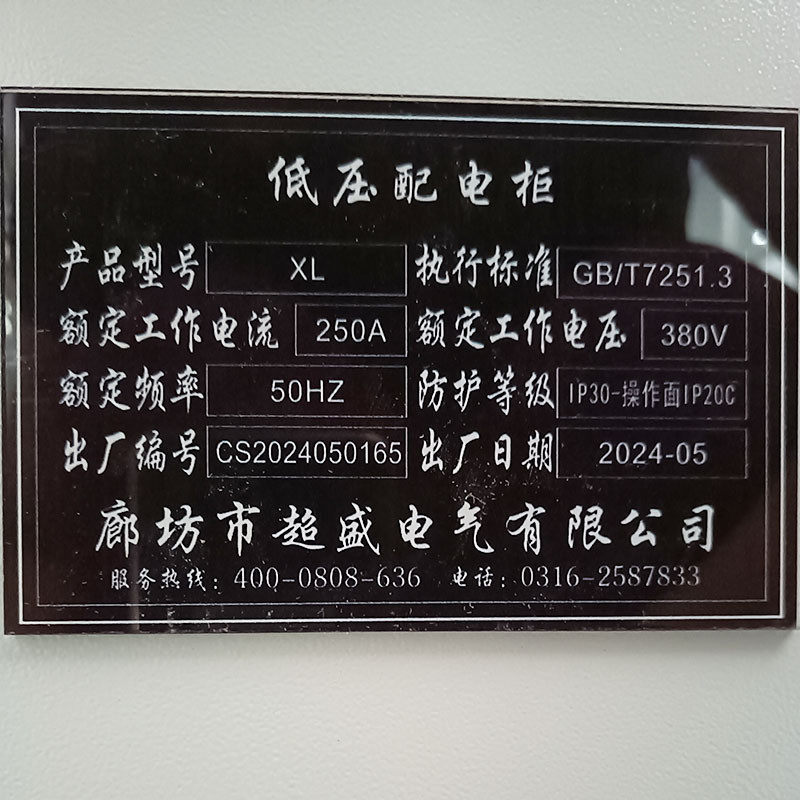 低压配电柜
产品型号 XL 执行标准 GB/T7251.3
额定工作电流 250A 额定工作电压 380V
额定频率 50HZ 防护等级 IP30-操作面IP20C
出厂编号 CS2024050165 出厂日期 2024-05
廊坊市超盛电气有限公司
服务热线：400-0808-636 电话：0316-2587833